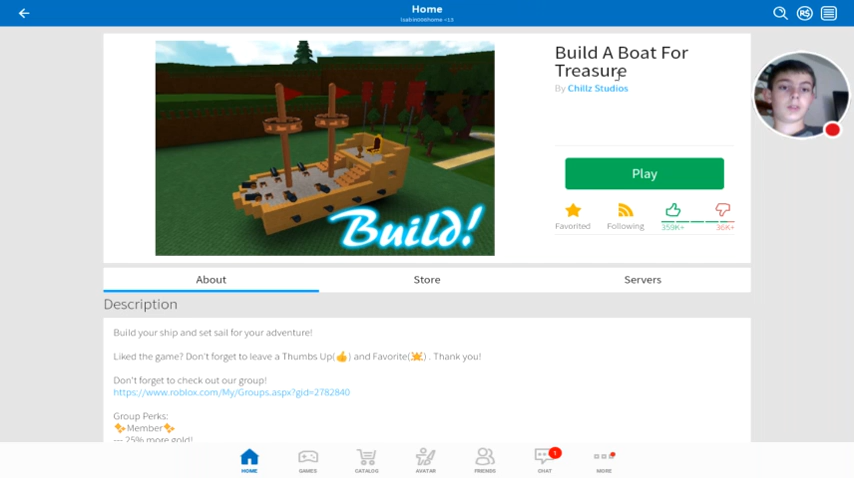 Home
Build A Boat For
Treasure
By Chillz Studios
Build!
Play
Favorited
Following
359K+
36K+
About
Store
Servers
Description
Build your ship and set sail for your adventure!
Liked the game? Don't forget to leave a Thumbs Up(👍) and Favorite(⭐) . Thank you!
Don't forget to check out our group!
https://www.roblox.com/My/Groups.aspx?gid=2782840
Group Perks:
✨Member✨
--- 25% more gold!
HOME
GAMES
CATALOG
AVATAR
FRIENDS
CHAT
1
MORE